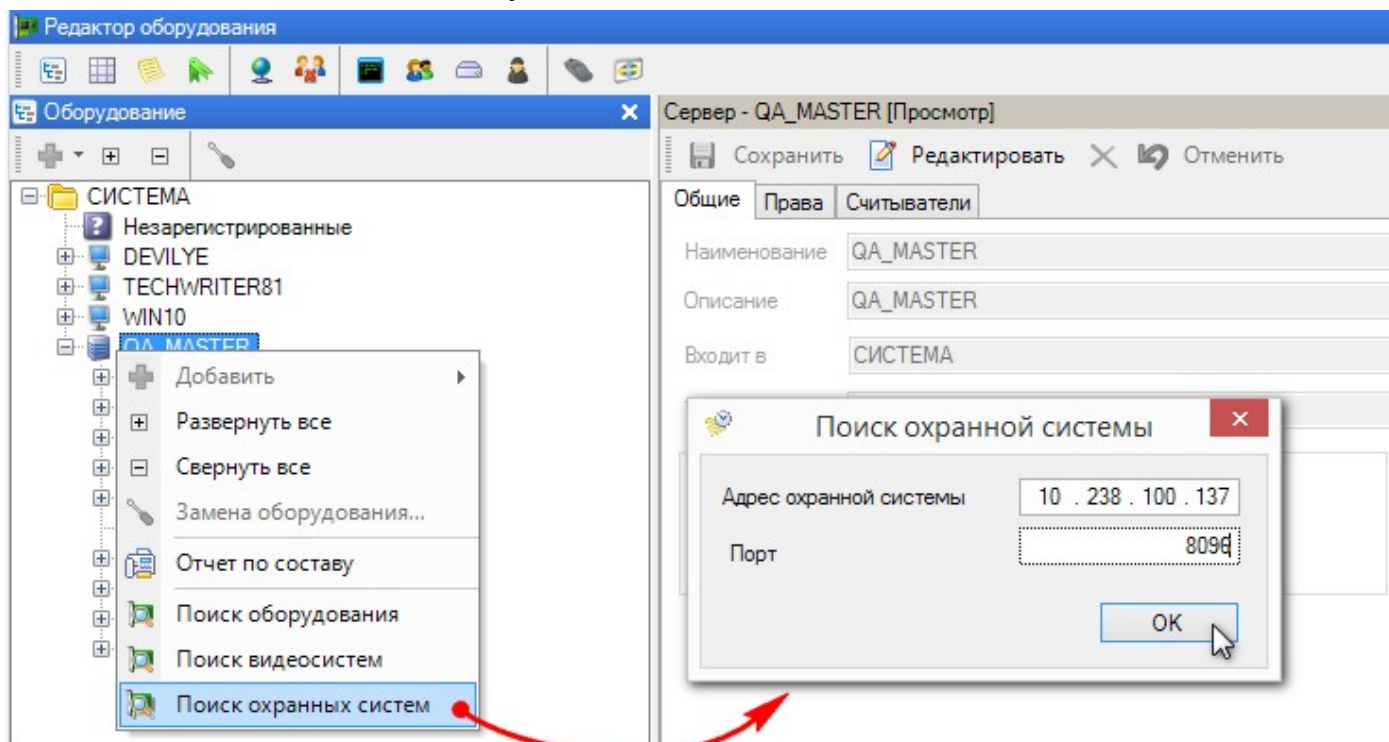 Редактор оборудования
Оборудование
СИСТЕМА
Незарегистрированные
DEVILYE
TECHWRITER81
WIN10
QA_MASTER
Добавить
Развернуть все
Свернуть все
Замена оборудования...
Отчет по составу
Поиск оборудования
Поиск видеосистем
Поиск охранных систем
Сервер - QA_MASTER [Просмотр]
Сохранить Редактировать Отменить
Общие Права Считыватели
Наименование QA_MASTER
Описание QA_MASTER
Входит в СИСТЕМА
Поиск охранной системы
Адрес охранной системы 10 . 238 . 100 . 137
Порт 8096
OK